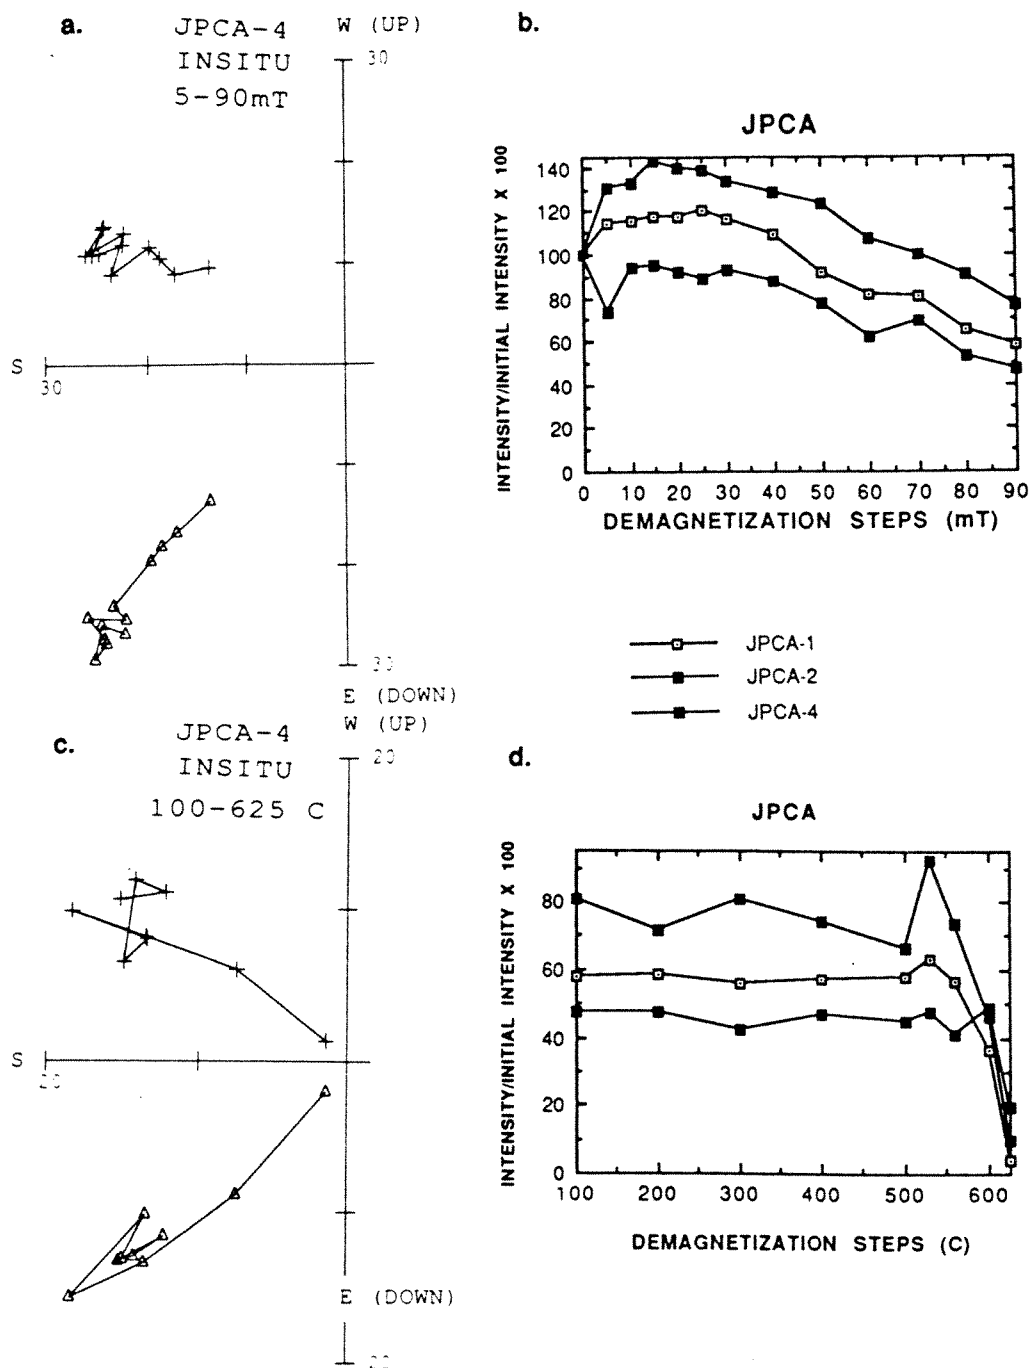 a.
JPCA-4
INSITU
5-90mT
W (UP)
30
S
30
30
E (DOWN)
b.
JPCA
INTENSITY/INITIAL INTENSITY X 100
140
120
100
80
60
40
20
0
0 10 20 30 40 50 60 70 80 90
DEMAGNETIZATION STEPS (mT)
JPCA-1
JPCA-2
JPCA-4
c.
JPCA-4
INSITU
100-625 C
W (UP)
20
S
20
E (DOWN)
d.
JPCA
INTENSITY/INITIAL INTENSITY X 100
80
60
40
20
0
100 200 300 400 500 600
DEMAGNETIZATION STEPS (C)